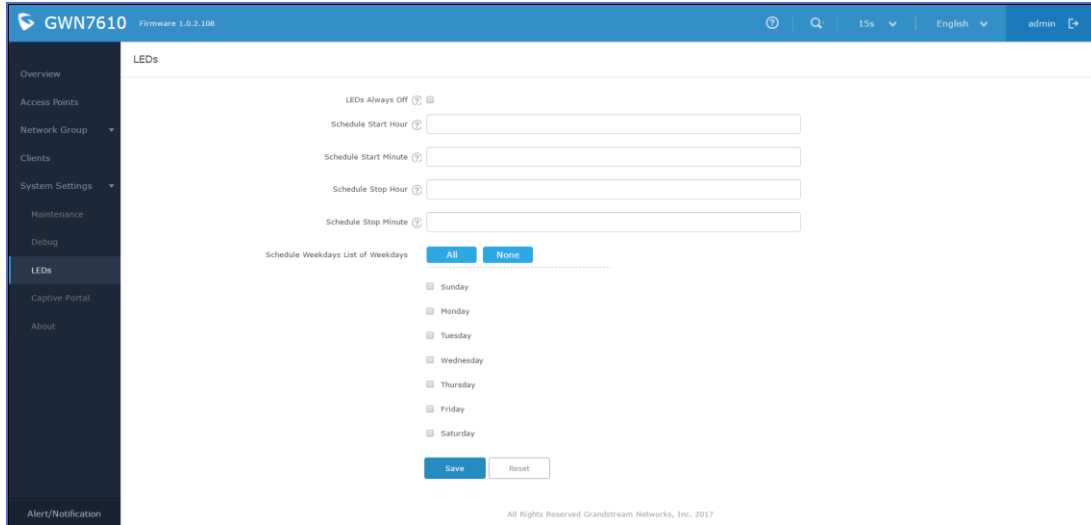 GWN7610 Firmware 1.0.2.108 15s English admin
LEDs
Overview
Access Points
Network Group
Clients
System Settings
Maintenance
Debug
LEDs
Captive Portal
About
Alert/Notification
LEDs Always Off ?
Schedule Start Hour ?
Schedule Start Minute ?
Schedule Stop Hour ?
Schedule Stop Minute ?
Schedule Weekdays List of Weekdays All None
Sunday
Monday
Tuesday
Wednesday
Thursday
Friday
Saturday
Save Reset
All Rights Reserved Grandstream Networks, Inc. 2017